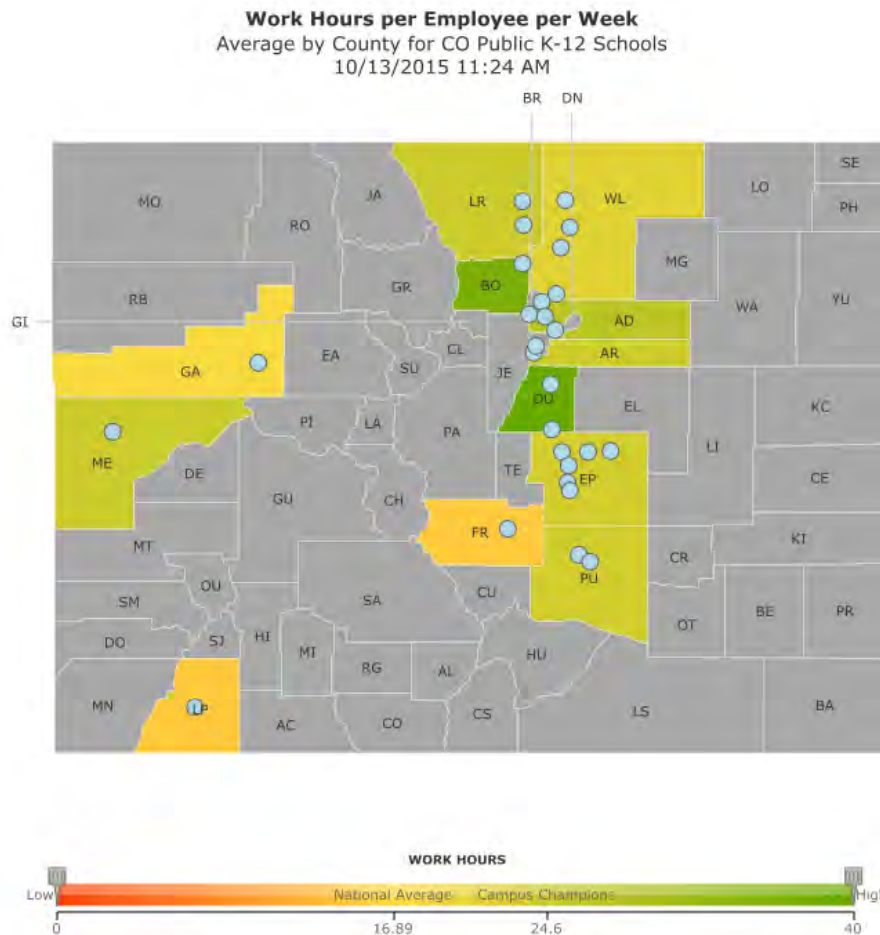 Work Hours per Employee per Week
Average by County for CO Public K-12 Schools
10/13/2015 11:24 AM
BR DN
SE
MO JA LR WL LO
PH
RO
MG
RB GR BO WA YU
GI
AD
CL
EA AR
SU JE
GA
DU EL KC
PI LA PA LI
ME TE
DE EP CE
GU CH
FR
MT KI
CR
PU
OU
SM SA CU BE PR
OT
DO SJ HI
MI HU
RG AL
MN LP CS LS BA
AC CO
WORK HOURS
Low National Average Campus Champions High
0 16.89 24.6 40